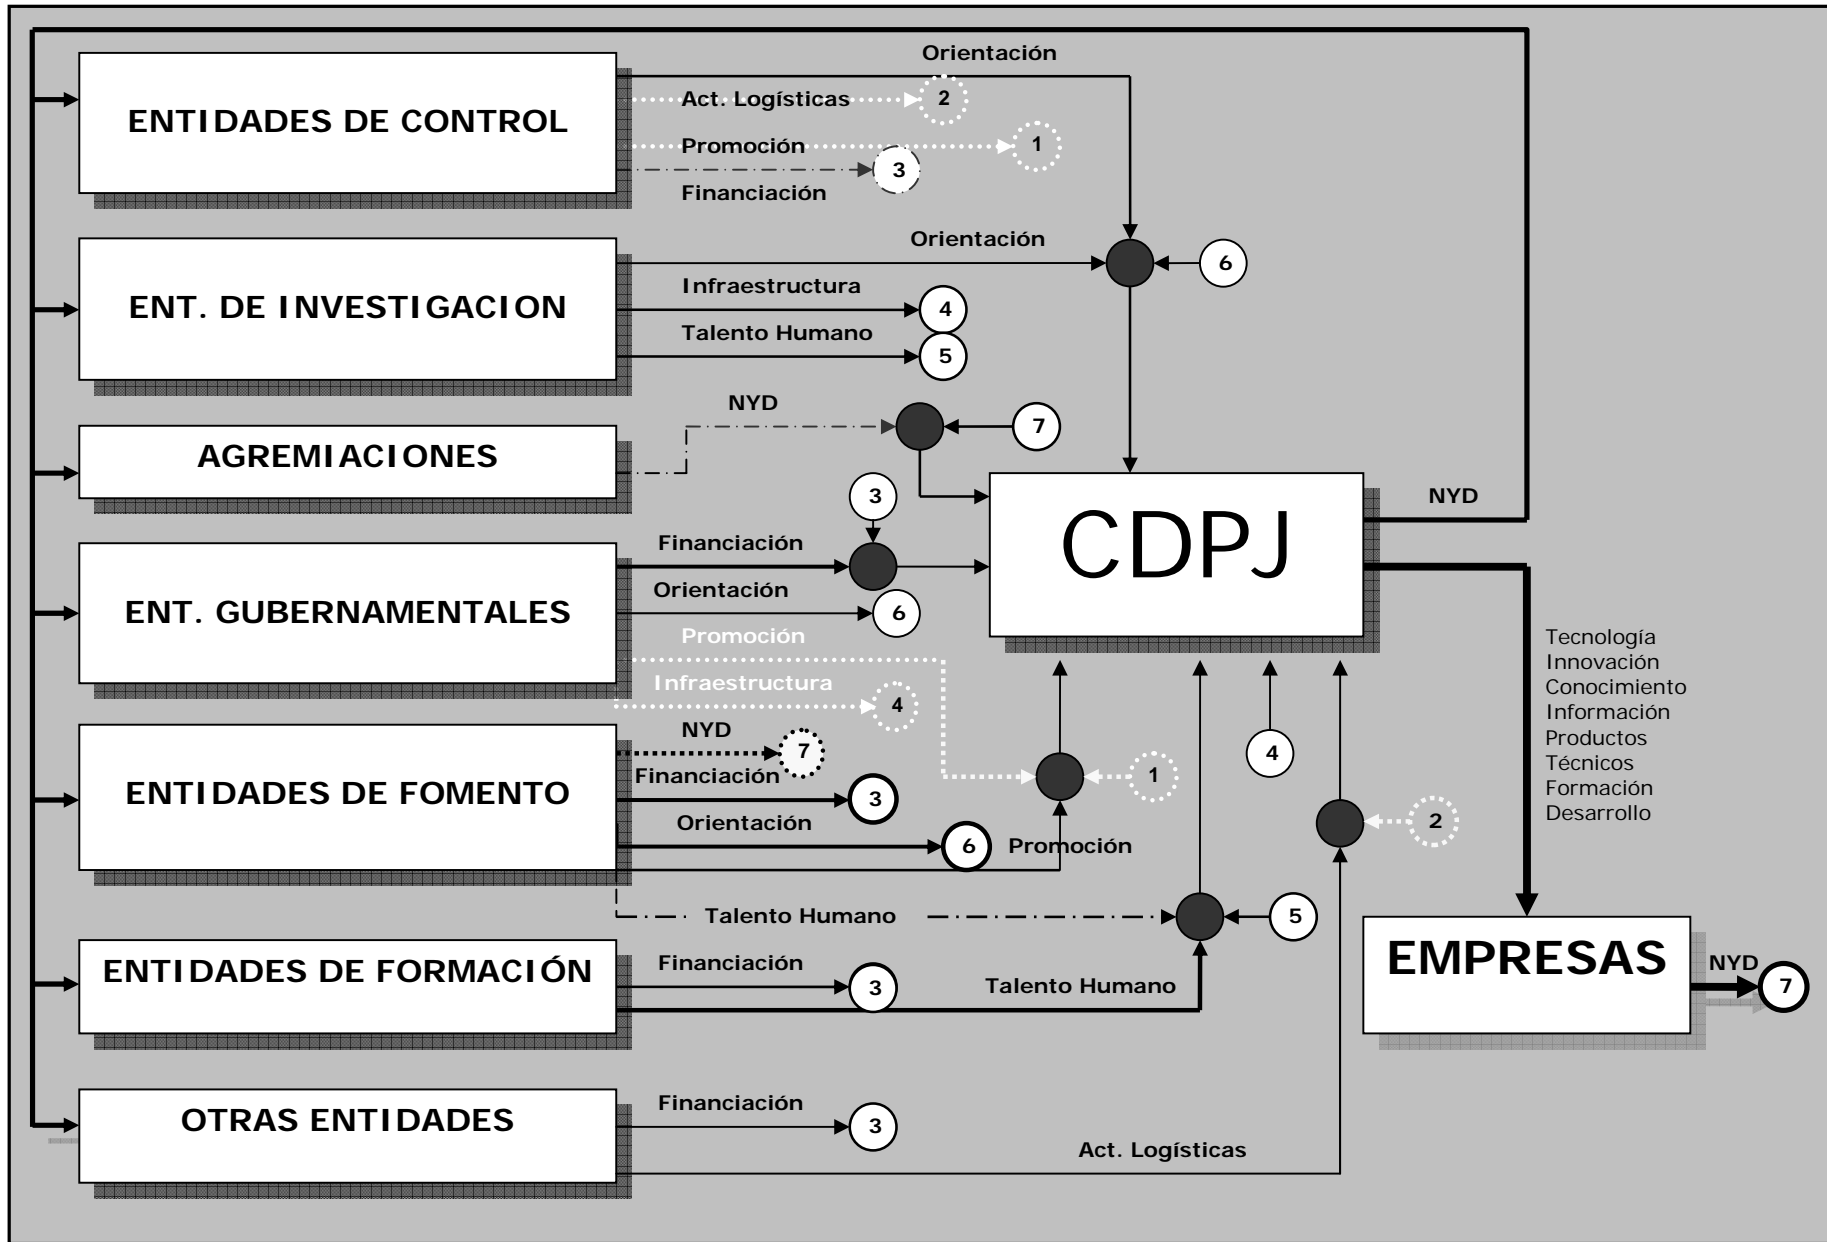 Orientación
ENTIDADES DE CONTROL
Act. Logísticas
2
Promoción
1
3
Financiación
Orientación
6
ENT. DE INVESTIGACION
Infraestructura
4
Talento Humano
5
NYD
7
AGREMIACIONES
3
CDPJ
NYD
Financiación
ENT. GUBERNAMENTALES
Orientación
6
Promoción
Infraestructura
4
Tecnología
Innovación
Conocimiento
Información
Productos
Técnicos
Formación
Desarrollo
NYD
7
4
1
Financiación
ENTIDADES DE FOMENTO
3
Orientación
2
6
Promoción
Talento Humano
5
ENTIDADES DE FORMACIÓN
Financiación
3
Talento Humano
EMPRESAS
NYD
7
OTRAS ENTIDADES
Financiación
3
Act. Logísticas